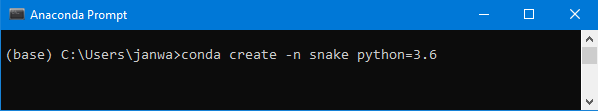 Anaconda Prompt
(base) C:\Users\janwa>conda create -n snake python=3.6